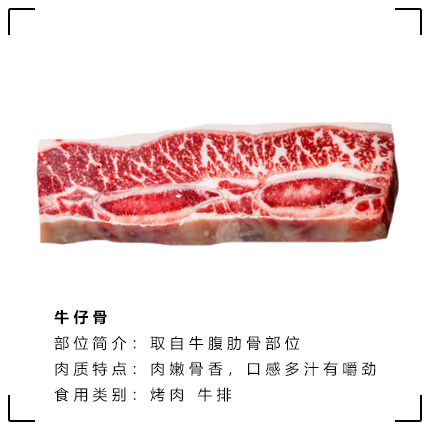 牛仔骨
部位简介：取自牛腹肋骨部位
肉质特点：肉嫩骨香，口感多汁有嚼劲
食用类别：烤肉 牛排